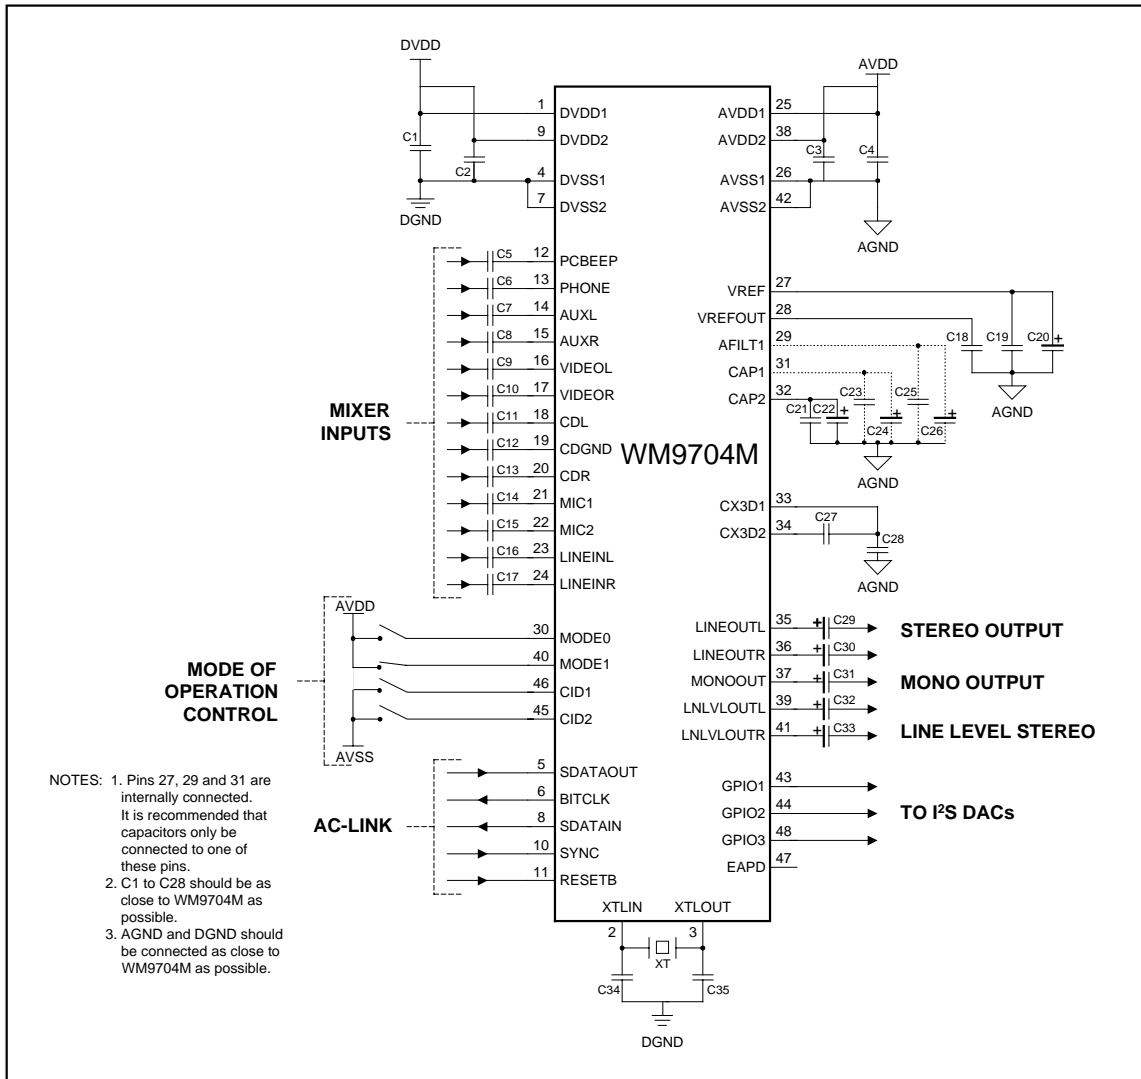 DVDD
AVDD
1 DVDD1 AVDD1 25
9 DVDD2 AVDD2 38
C1 C2 C3 C4
4 DVSS1 AVSS1 26
7 DVSS2 AVSS2 42
DGND
AGND
C5 12 PCBEEP
C6 13 PHONE
C7 14 AUXL
C8 15 AUXR
C9 16 VIDEOL
C10 17 VIDEOR
C11 18 CDL
C12 19 CDGND
C13 20 CDR
C14 21 MIC1
C15 22 MIC2
C16 23 LINEINL
C17 24 LINEINR
MIXER
INPUTS
WM9704M
VREF 27
VREFOUT 28
AFILT1 29
CAP1 31
CAP2 32
C18 C19 C20
AGND
C21 C22 C23 C24 C25 C26
AGND
CX3D1 33
CX3D2 34 C27
C28
AGND
AVDD
30 MODE0
40 MODE1
46 CID1
45 CID2
AVSS
MODE OF
OPERATION
CONTROL
LINEOUTL 35 + C29 STEREO OUTPUT
LINEOUTR 36 + C30
MONOOUT 37 + C31 MONO OUTPUT
LNLVLOUTL 39 + C32
LNLVLOUTR 41 + C33 LINE LEVEL STEREO
5 SDATAOUT
6 BITCLK
8 SDATAIN
10 SYNC
11 RESETB
AC-LINK
GPIO1 43
GPIO2 44 TO I²S DACs
GPIO3 48
EAPD 47
NOTES: 1. Pins 27, 29 and 31 are
internally connected.
It is recommended that
capacitors only be
connected to one of
these pins.
2. C1 to C28 should be as
close to WM9704M as
possible.
3. AGND and DGND should
be connected as close to
WM9704M as possible.
XTLIN XTLOUT
2 3
XT
C34 C35
DGND